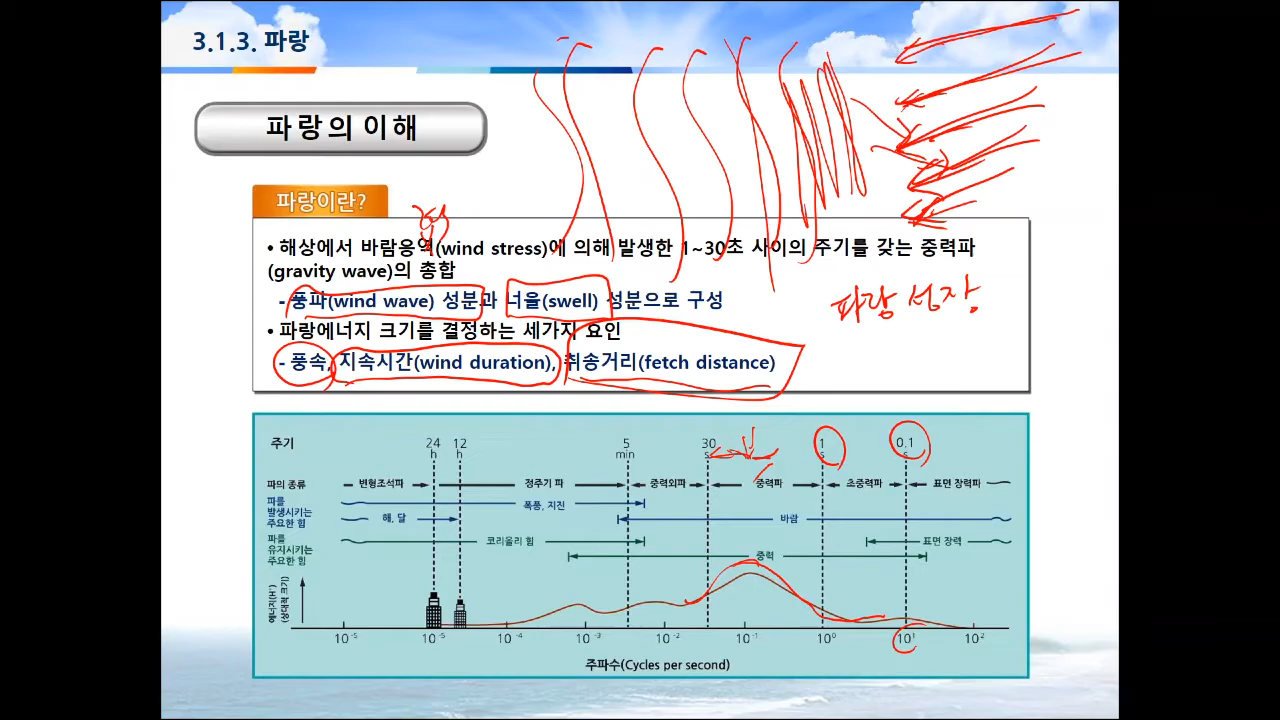 3.1.3. 파랑
파랑의 이해
파랑이란?
• 해상에서 바람응력(wind stress)에 의해 발생한 1~30초 사이의 주기를 갖는 중력파
(gravity wave)의 총합
- 풍파(wind wave) 성분과 너울(swell) 성분으로 구성
파랑 성장
• 파랑에너지 크기를 결정하는 세가지 요인
- 풍속, 지속시간(wind duration), 취송거리(fetch distance)
주기 24 h 12 h 5 min 30 s 1 s 0.1 s
파의 종류 변형조석파 정주기 파 중력외파 중력파 초중력파 표면 장력파
파를 발생시키는 주요한 힘 폭풍, 지진
해, 달 바람
파를 유지시키는 주요한 힘 코리올리 힘 표면 장력
중력
에너지(H²)
(상대적 크기)
10⁻⁵ 10⁻⁵ 10⁻⁴ 10⁻³ 10⁻² 10⁻¹ 10⁰ 10¹ 10²
주파수(Cycles per second)